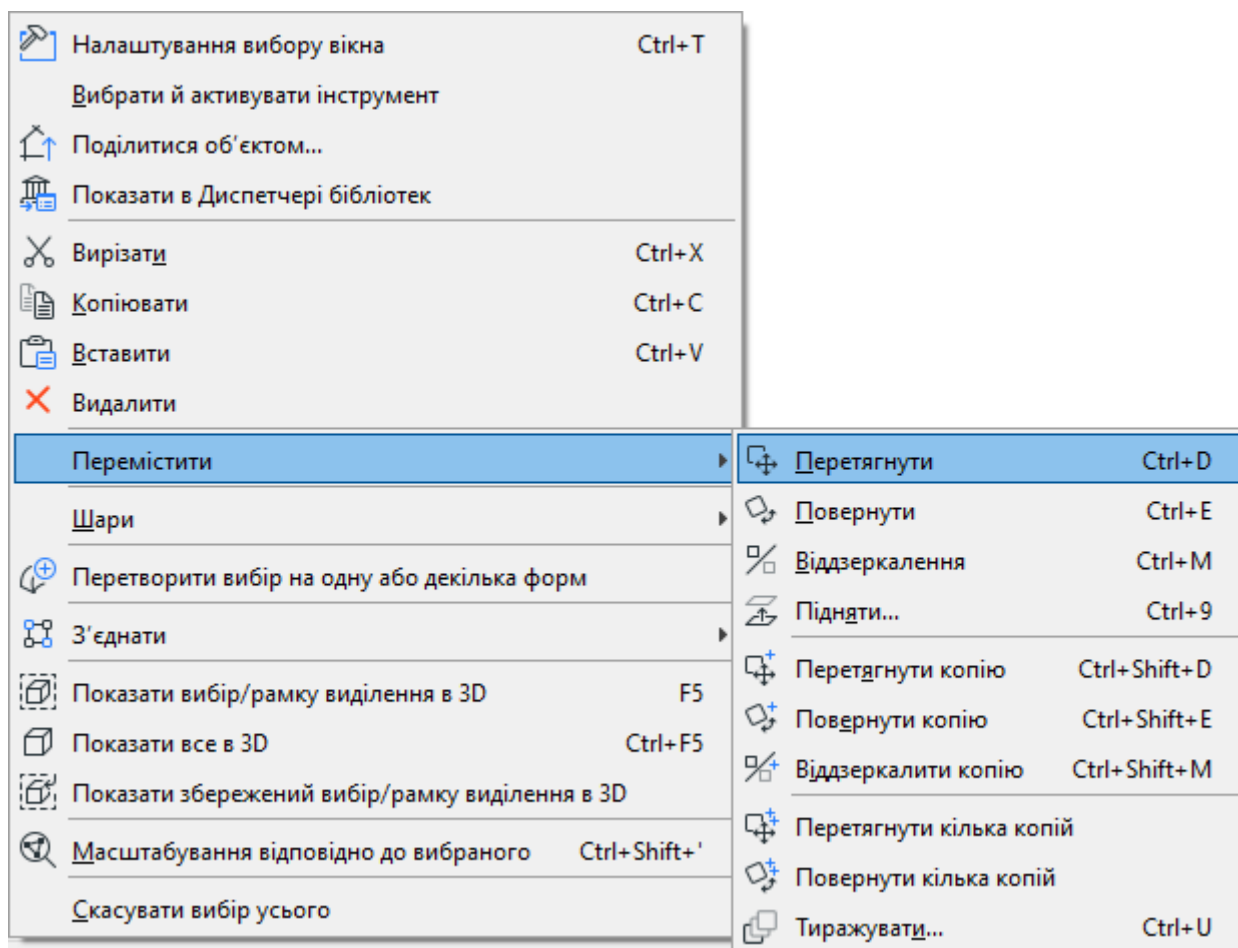 Налаштування вибору вікна Ctrl+T
Вибрати й активувати інструмент
Поділитися об’єктом...
Показати в Диспетчері бібліотек
Вирізати Ctrl+X
Копіювати Ctrl+C
Вставити Ctrl+V
Видалити
Перемістити
Шари
Перетворити вибір на одну або декілька форм
З’єднати
Показати вибір/рамку виділення в 3D F5
Показати все в 3D Ctrl+F5
Показати збережений вибір/рамку виділення в 3D
Масштабування відповідно до вибраного Ctrl+Shift+'
Скасувати вибір усього
Перетягнути Ctrl+D
Повернути Ctrl+E
Віддзеркалення Ctrl+M
Підняти... Ctrl+9
Перетягнути копію Ctrl+Shift+D
Повернути копію Ctrl+Shift+E
Віддзеркалити копію Ctrl+Shift+M
Перетягнути кілька копій
Повернути кілька копій
Тиражувати... Ctrl+U